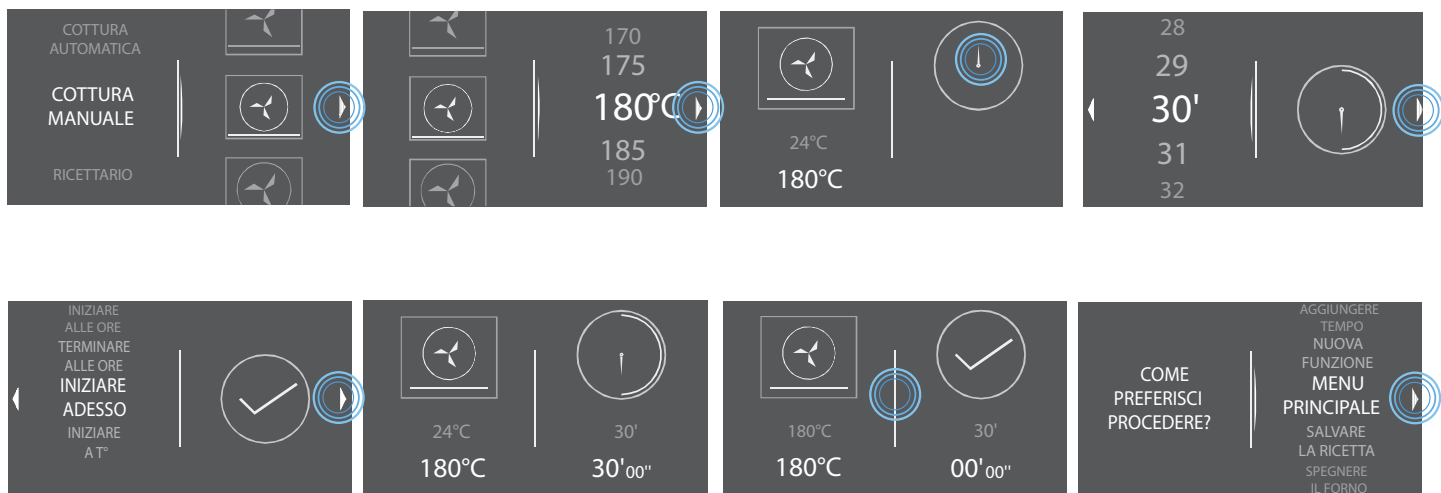 COTTURA
AUTOMATICA
COTTURA
MANUALE
RICETTARIO
170
175
180°C
185
190
24°C
180°C
28
29
30'
31
32
INIZIARE
ALLE ORE
TERMINARE
ALLE ORE
INIZIARE
ADESSO
INIZIARE
A T°
24°C
180°C
30'
30'00"
180°C
180°C
30'
00'00"
COME
PREFERISCI
PROCEDERE?
AGGIUNGERE
TEMPO
NUOVA
FUNZIONE
MENU
PRINCIPALE
SALVARE
LA RICETTA
SPEGNERE
IL FORNO